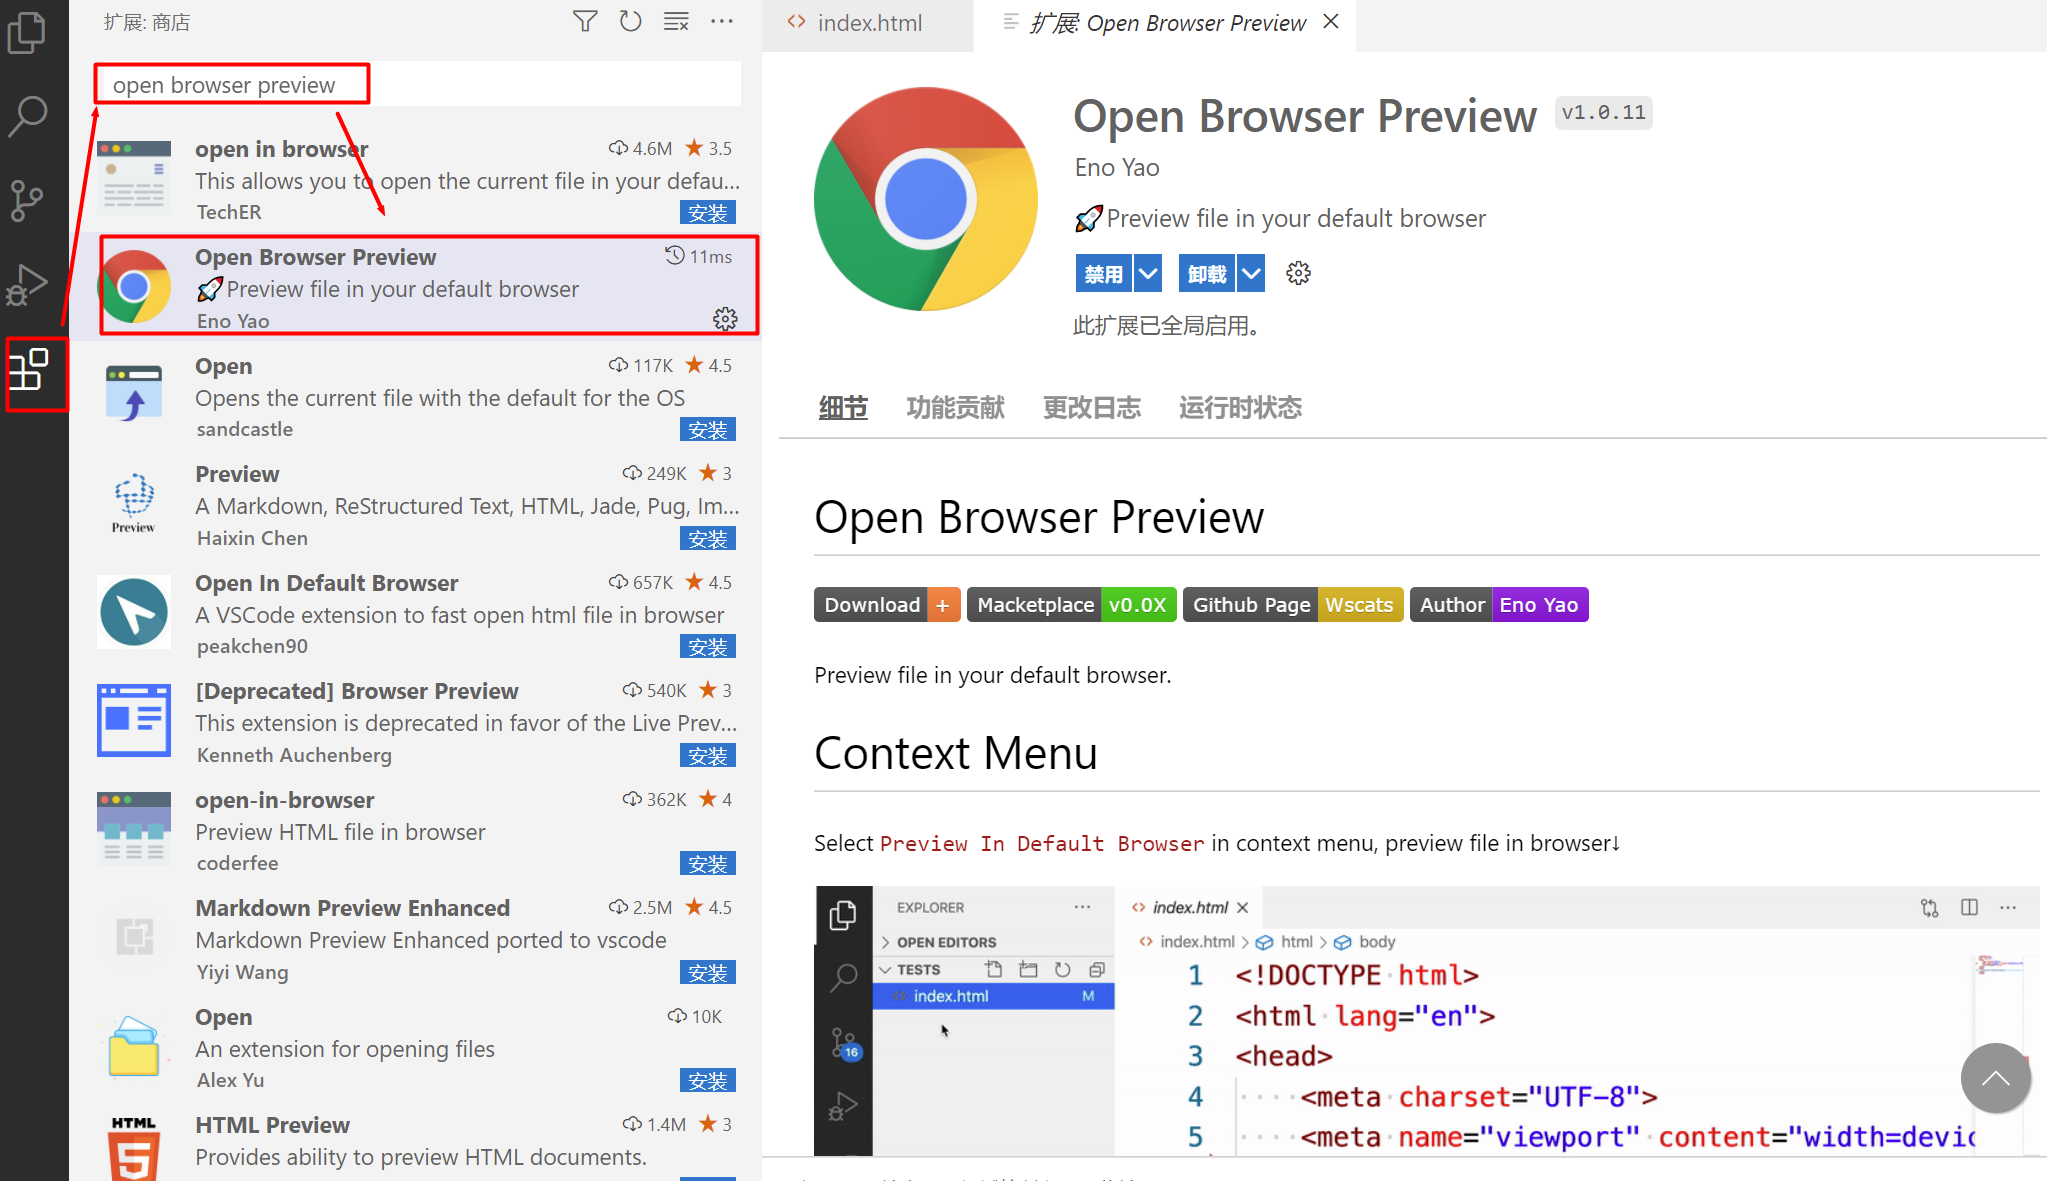 扩展: 商店
open browser preview
open in browser 4.6M 3.5
This allows you to open the current file in your defau...
TechER 安装
Open Browser Preview 11ms
🚀Preview file in your default browser
Eno Yao
Open 117K 4.5
Opens the current file with the default for the OS
sandcastle 安装
Preview 249K 3
A Markdown, ReStructured Text, HTML, Jade, Pug, Im...
Preview
Haixin Chen 安装
Open In Default Browser 657K 4.5
A VSCode extension to fast open html file in browser
peakchen90 安装
[Deprecated] Browser Preview 540K 3
This extension is deprecated in favor of the Live Prev...
Kenneth Auchenberg 安装
open-in-browser 362K 4
Preview HTML file in browser
coderfee 安装
Markdown Preview Enhanced 2.5M 4.5
Markdown Preview Enhanced ported to vscode
Yiyi Wang 安装
Open 10K
An extension for opening files
Alex Yu 安装
HTML
HTML Preview 1.4M 3
Provides ability to preview HTML documents.
5
index.html
扩展: Open Browser Preview
Open Browser Preview v1.0.11
Eno Yao
🚀Preview file in your default browser
禁用 卸载
此扩展已全局启用。
细节 功能贡献 更改日志 运行时状态
Open Browser Preview
Download + Macketplace v0.0X Github Page Wscats Author Eno Yao
Preview file in your default browser.
Context Menu
Select Preview In Default Browser in context menu, preview file in browser↓
EXPLORER ...
OPEN EDITORS
TESTS
index.html M
16
index.html
index.html > html > body
1 <!DOCTYPE html>
2 <html lang="en">
3 <head>
4 <meta charset="UTF-8">
5 <meta name="viewport" content="width=devic